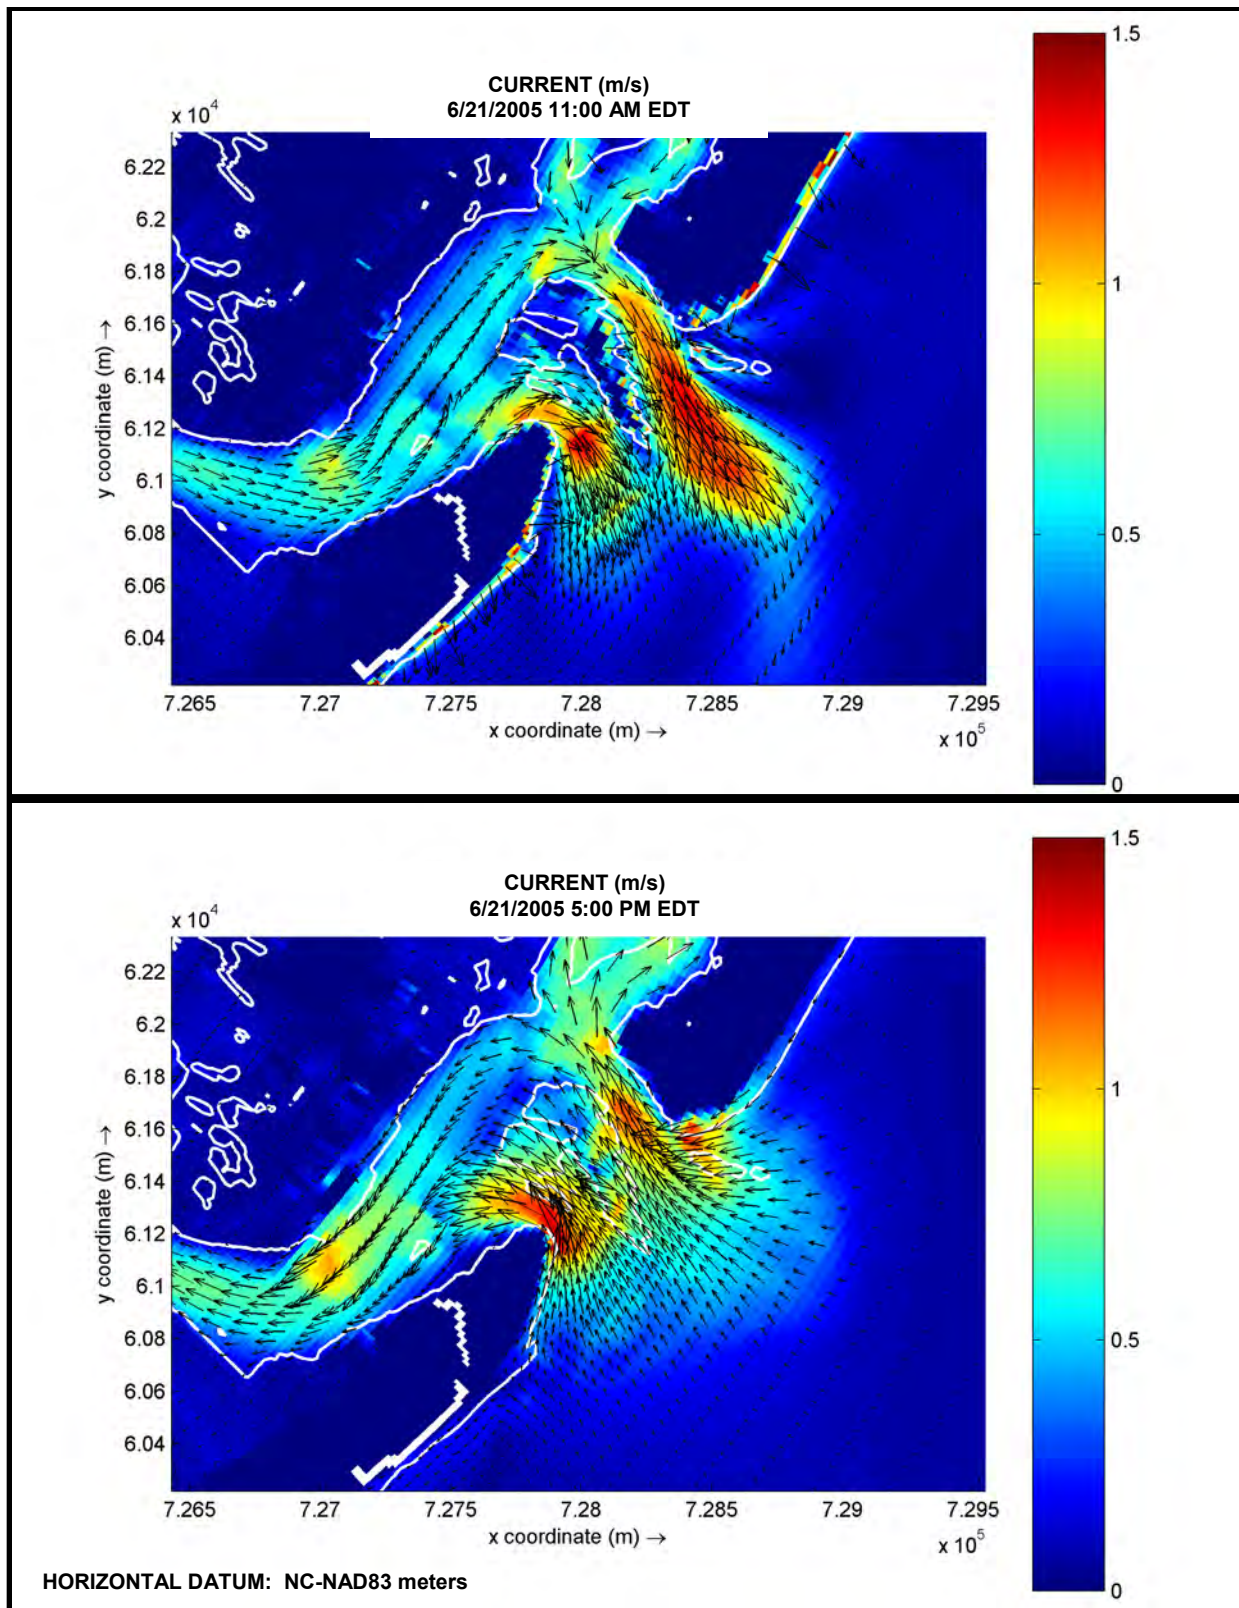 CURRENT (m/s)
6/21/2005 11:00 AM EDT
x 10^4
6.22
6.2
6.18
6.16
6.14
6.12
6.1
6.08
6.06
6.04
y coordinate (m) →
7.265 7.27 7.275 7.28 7.285 7.29 7.295
x coordinate (m) →
x 10^5
1.5
1
0.5
0
CURRENT (m/s)
6/21/2005 5:00 PM EDT
x 10^4
6.22
6.2
6.18
6.16
6.14
6.12
6.1
6.08
6.06
6.04
y coordinate (m) →
7.265 7.27 7.275 7.28 7.285 7.29 7.295
x coordinate (m) →
x 10^5
1.5
1
0.5
0
HORIZONTAL DATUM: NC-NAD83 meters